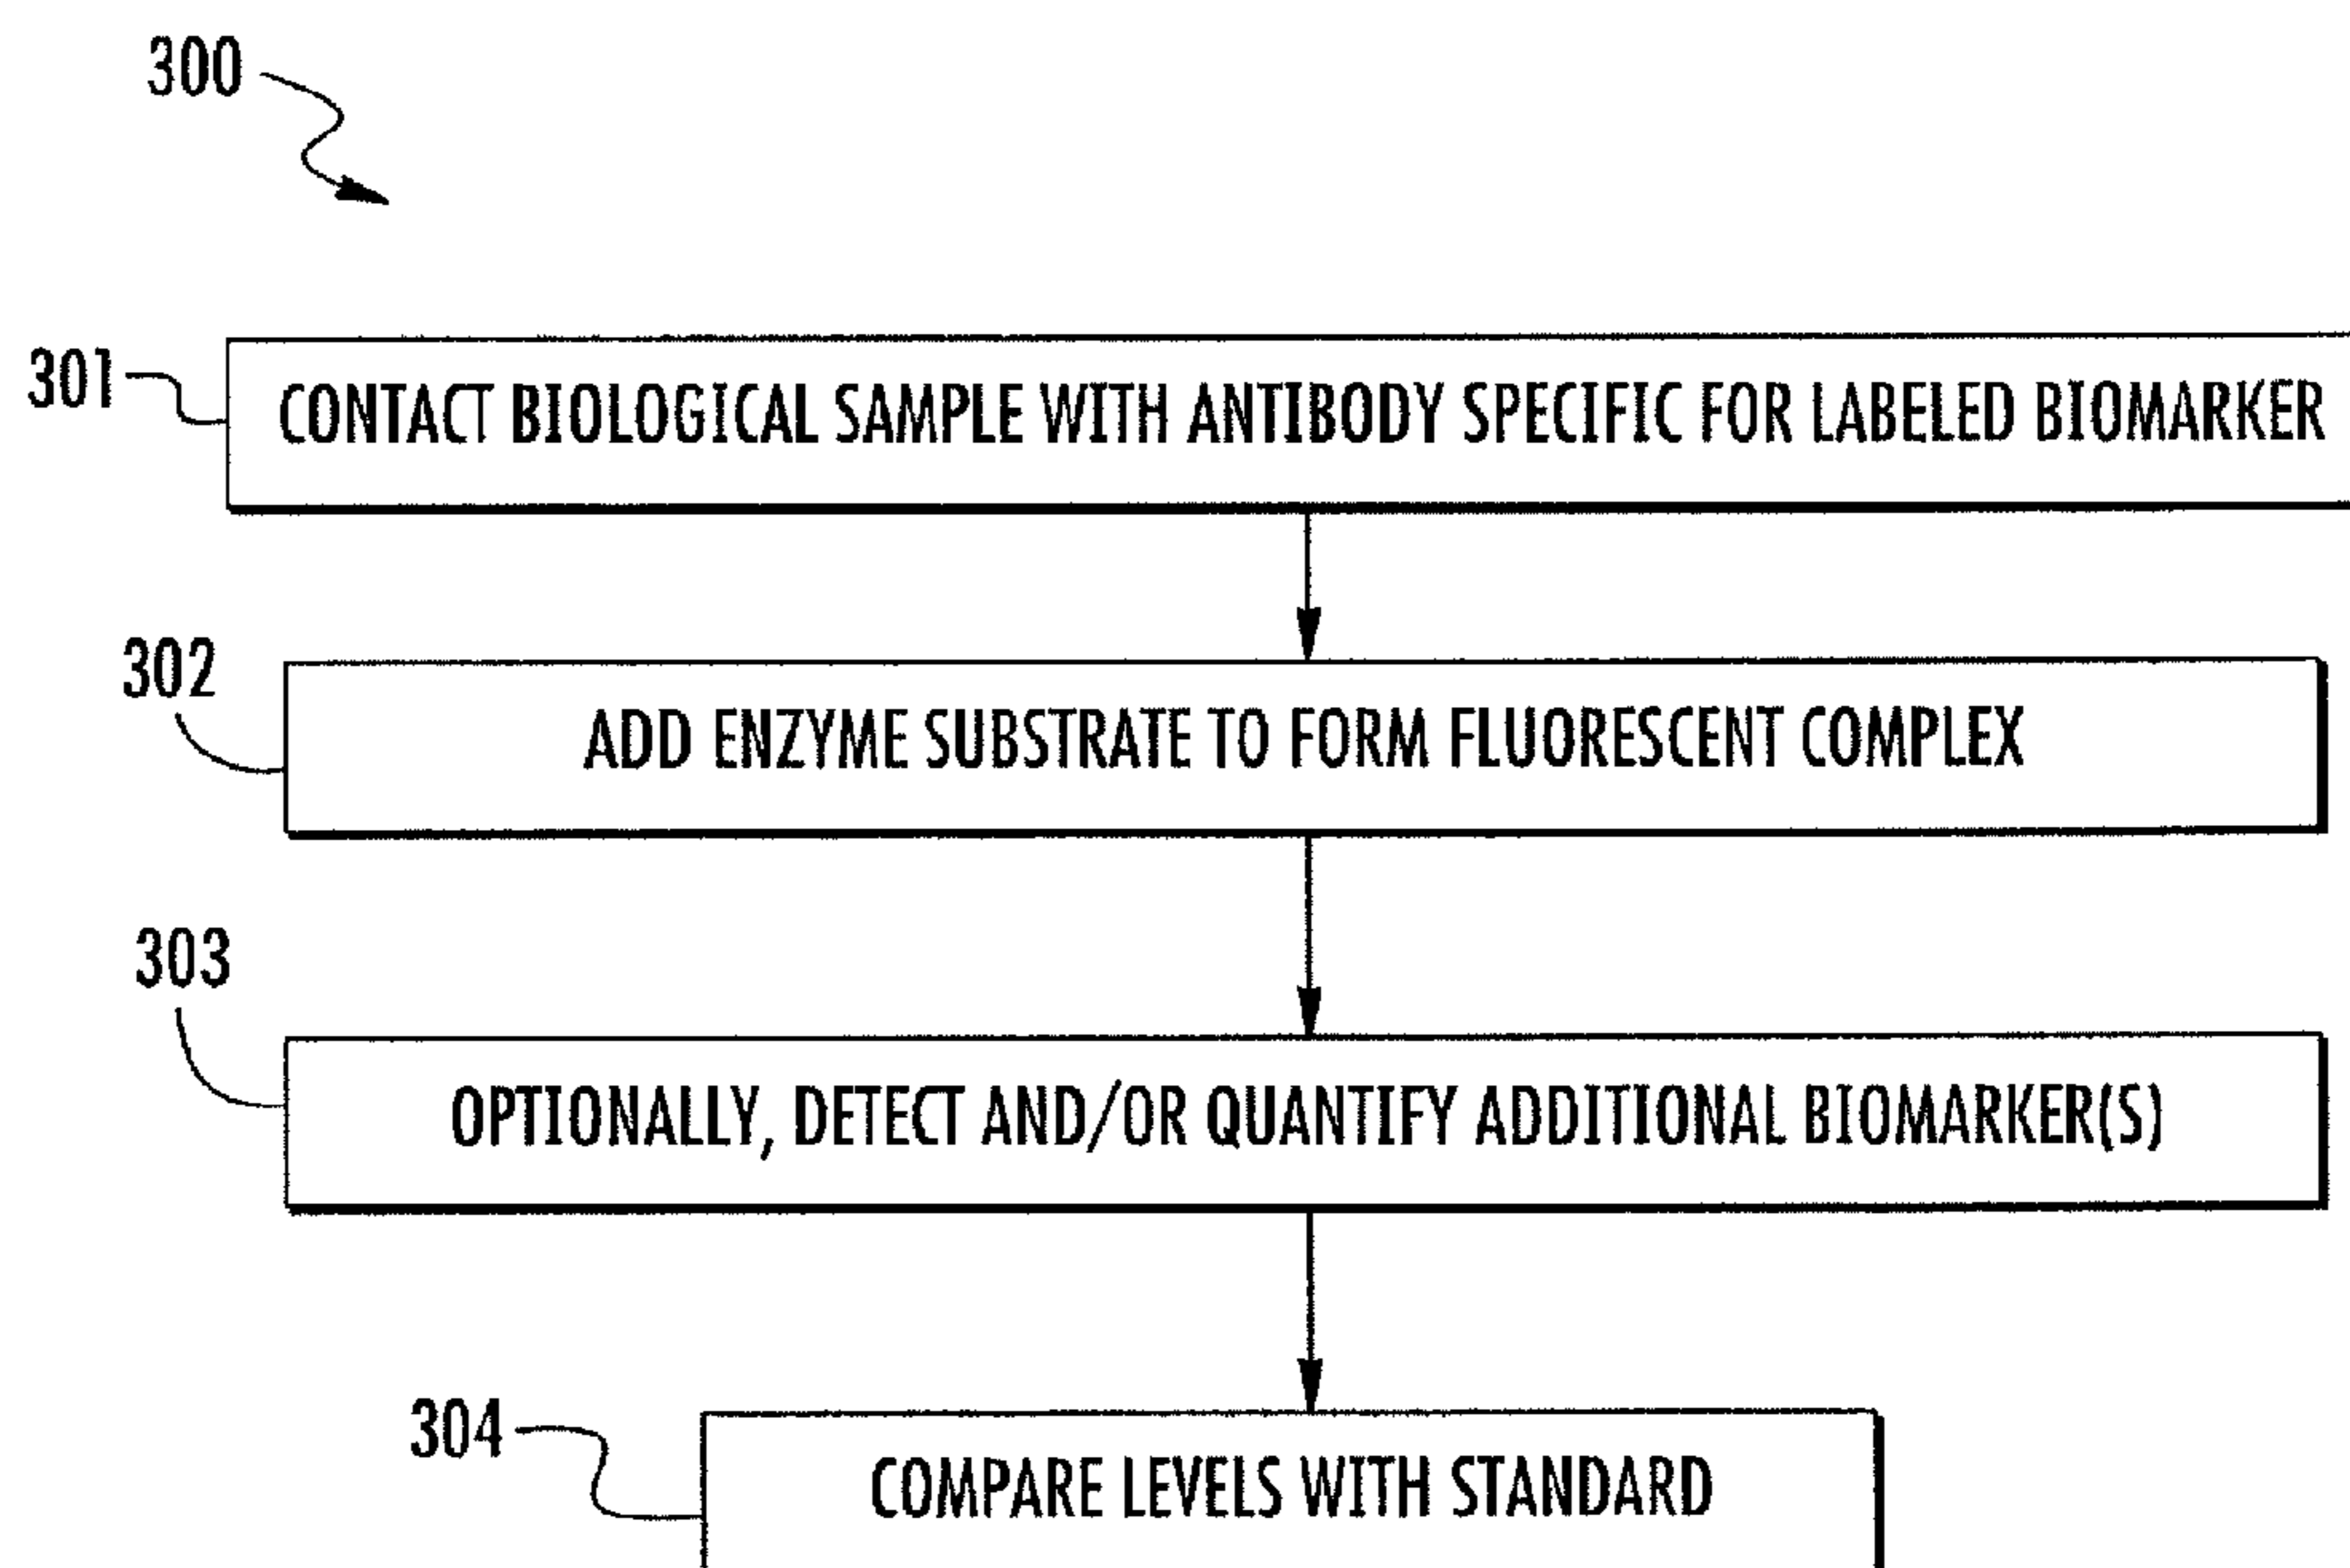 300
301
CONTACT BIOLOGICAL SAMPLE WITH ANTIBODY SPECIFIC FOR LABELED BIOMARKER
302
ADD ENZYME SUBSTRATE TO FORM FLUORESCENT COMPLEX
303
OPTIONALLY, DETECT AND/OR QUANTIFY ADDITIONAL BIOMARKER(S)
304
COMPARE LEVELS WITH STANDARD